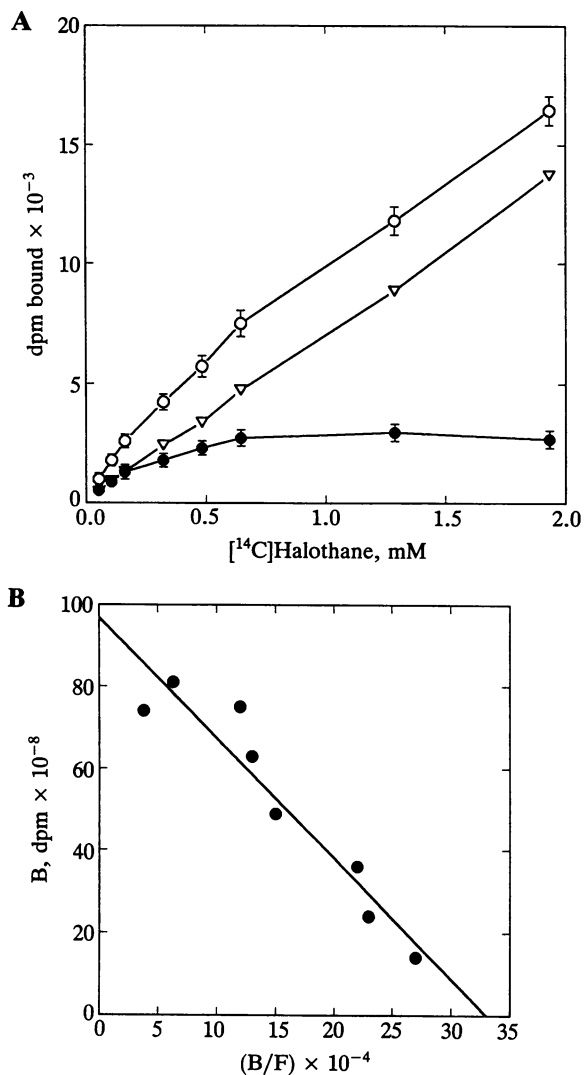 A
20
15
10
5
0
dpm bound × 10⁻³
0.0 0.5 1.0 1.5 2.0
[¹⁴C]Halothane, mM
B
100
80
60
40
20
0
B, dpm × 10⁻⁸
0 5 10 15 20 25 30 35
(B/F) × 10⁻⁴